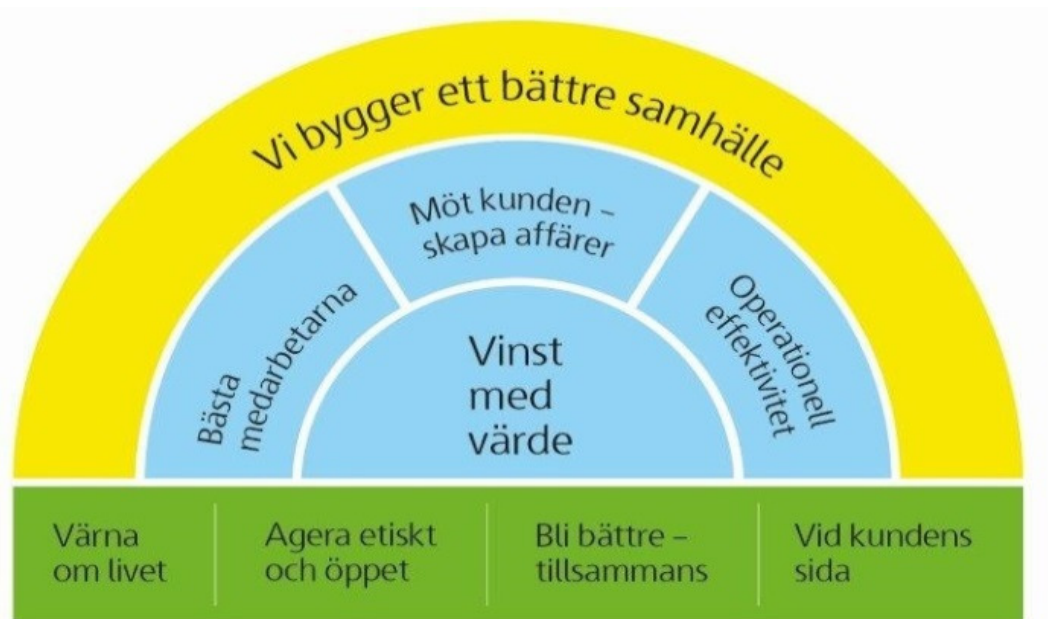 Vi bygger ett bättre samhälle
Möt kunden –
skapa affärer
Bästa
medarbetarna
Operationell
effektivitet
Vinst
med
värde
Värna
om livet
Agera etiskt
och öppet
Bli bättre –
tillsammans
Vid kundens
sida